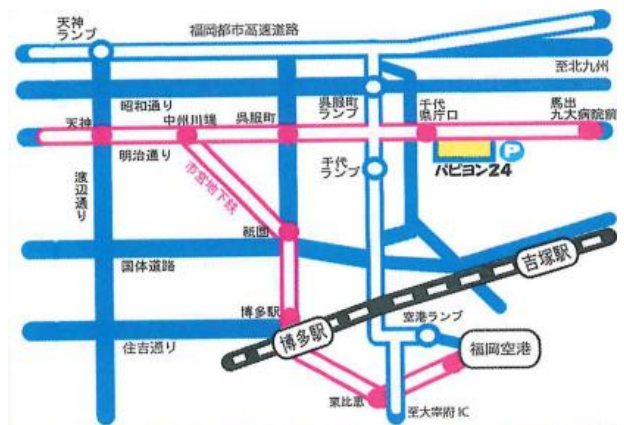 天神
ランプ
福岡都市高速道路
至北九州
昭和通り
呉服町
ランプ
千代
県庁口
馬出
九大病院前
天神
中州川端
呉服町
明治通り
千代
ランプ
P
パピヨン24
渡辺通り
市営地下鉄
祇園
国体道路
吉塚駅
博多駅
博多駅
空港ランプ
住吉通り
福岡空港
東比恵
至大宰府IC